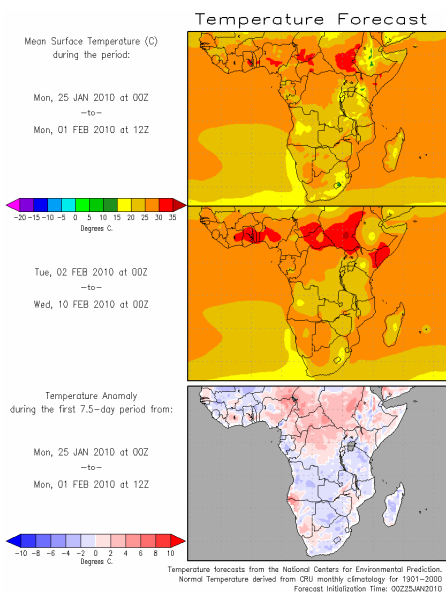 Temperature Forecast
Mean Surface Temperature (C)
during the period:
Mon, 25 JAN 2010 at 00Z
-to-
Mon, 01 FEB 2010 at 12Z
-20 -15 -10 -5 0 5 10 15 20 25 30 35
Degrees C.
Tue, 02 FEB 2010 at 00Z
-to-
Wed, 10 FEB 2010 at 00Z
Temperature Anomaly
during the first 7.5-day period from:
Mon, 25 JAN 2010 at 00Z
-to-
Mon, 01 FEB 2010 at 12Z
-10 -8 -6 -4 -2 0 2 4 6 8 10
Degrees C.
Temperature forecasts from the National Centers for Environmental Prediction.
Normal Temperature derived from CRU monthly climatology for 1901-2000
Forecast Initialization Time: 00Z25JAN2010